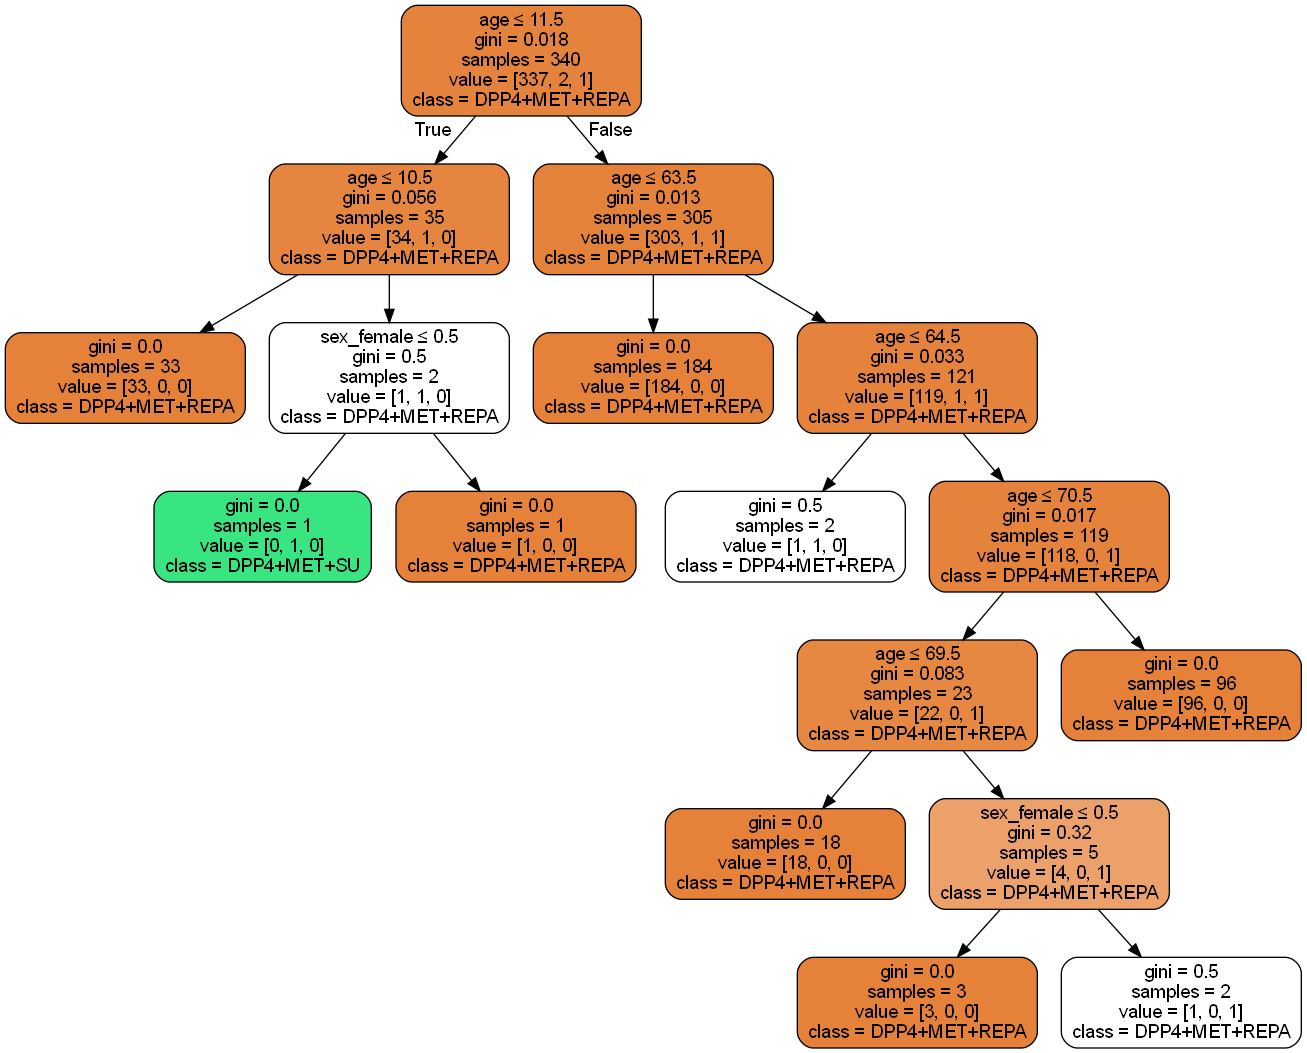 age ≤ 11.5
gini = 0.018
samples = 340
value = [337, 2, 1]
class = DPP4+MET+REPA
True
False
age ≤ 10.5
gini = 0.056
samples = 35
value = [34, 1, 0]
class = DPP4+MET+REPA
age ≤ 63.5
gini = 0.013
samples = 305
value = [303, 1, 1]
class = DPP4+MET+REPA
gini = 0.0
samples = 33
value = [33, 0, 0]
class = DPP4+MET+REPA
sex_female ≤ 0.5
gini = 0.5
samples = 2
value = [1, 1, 0]
class = DPP4+MET+REPA
gini = 0.0
samples = 184
value = [184, 0, 0]
class = DPP4+MET+REPA
age ≤ 64.5
gini = 0.033
samples = 121
value = [119, 1, 1]
class = DPP4+MET+REPA
gini = 0.0
samples = 1
value = [0, 1, 0]
class = DPP4+MET+SU
gini = 0.0
samples = 1
value = [1, 0, 0]
class = DPP4+MET+REPA
gini = 0.5
samples = 2
value = [1, 1, 0]
class = DPP4+MET+REPA
age ≤ 70.5
gini = 0.017
samples = 119
value = [118, 0, 1]
class = DPP4+MET+REPA
age ≤ 69.5
gini = 0.083
samples = 23
value = [22, 0, 1]
class = DPP4+MET+REPA
gini = 0.0
samples = 96
value = [96, 0, 0]
class = DPP4+MET+REPA
gini = 0.0
samples = 18
value = [18, 0, 0]
class = DPP4+MET+REPA
sex_female ≤ 0.5
gini = 0.32
samples = 5
value = [4, 0, 1]
class = DPP4+MET+REPA
gini = 0.0
samples = 3
value = [3, 0, 0]
class = DPP4+MET+REPA
gini = 0.5
samples = 2
value = [1, 0, 1]
class = DPP4+MET+REPA